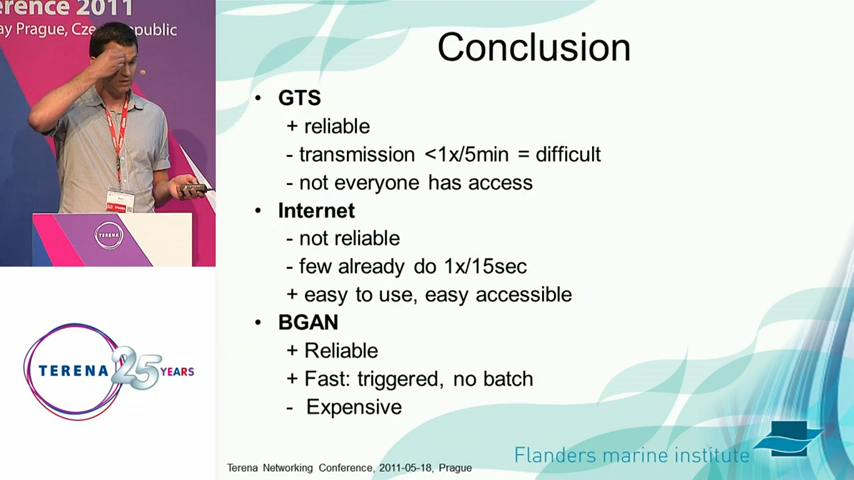 erence 2011
ay Prague, Cze
public
TERENA
TERENA 25 YEARS
Conclusion
• GTS
+ reliable
- transmission <1x/5min = difficult
- not everyone has access
• Internet
- not reliable
- few already do 1x/15sec
+ easy to use, easy accessible
• BGAN
+ Reliable
+ Fast: triggered, no batch
- Expensive
Flanders marine institute
Terena Networking Conference, 2011-05-18, Prague